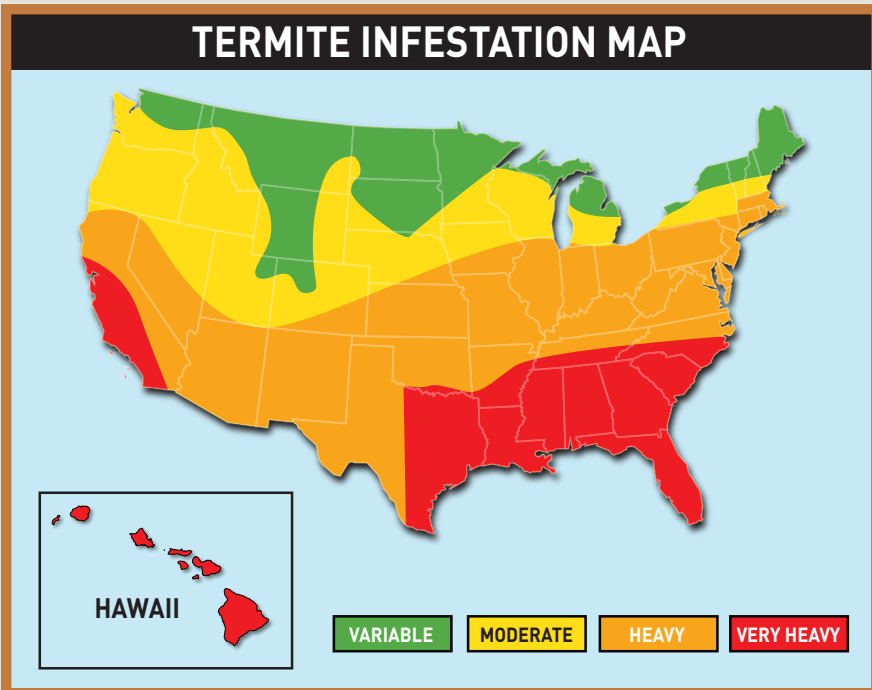 TERMITE INFESTATION MAP
HAWAII
VARIABLE
MODERATE
HEAVY
VERY HEAVY